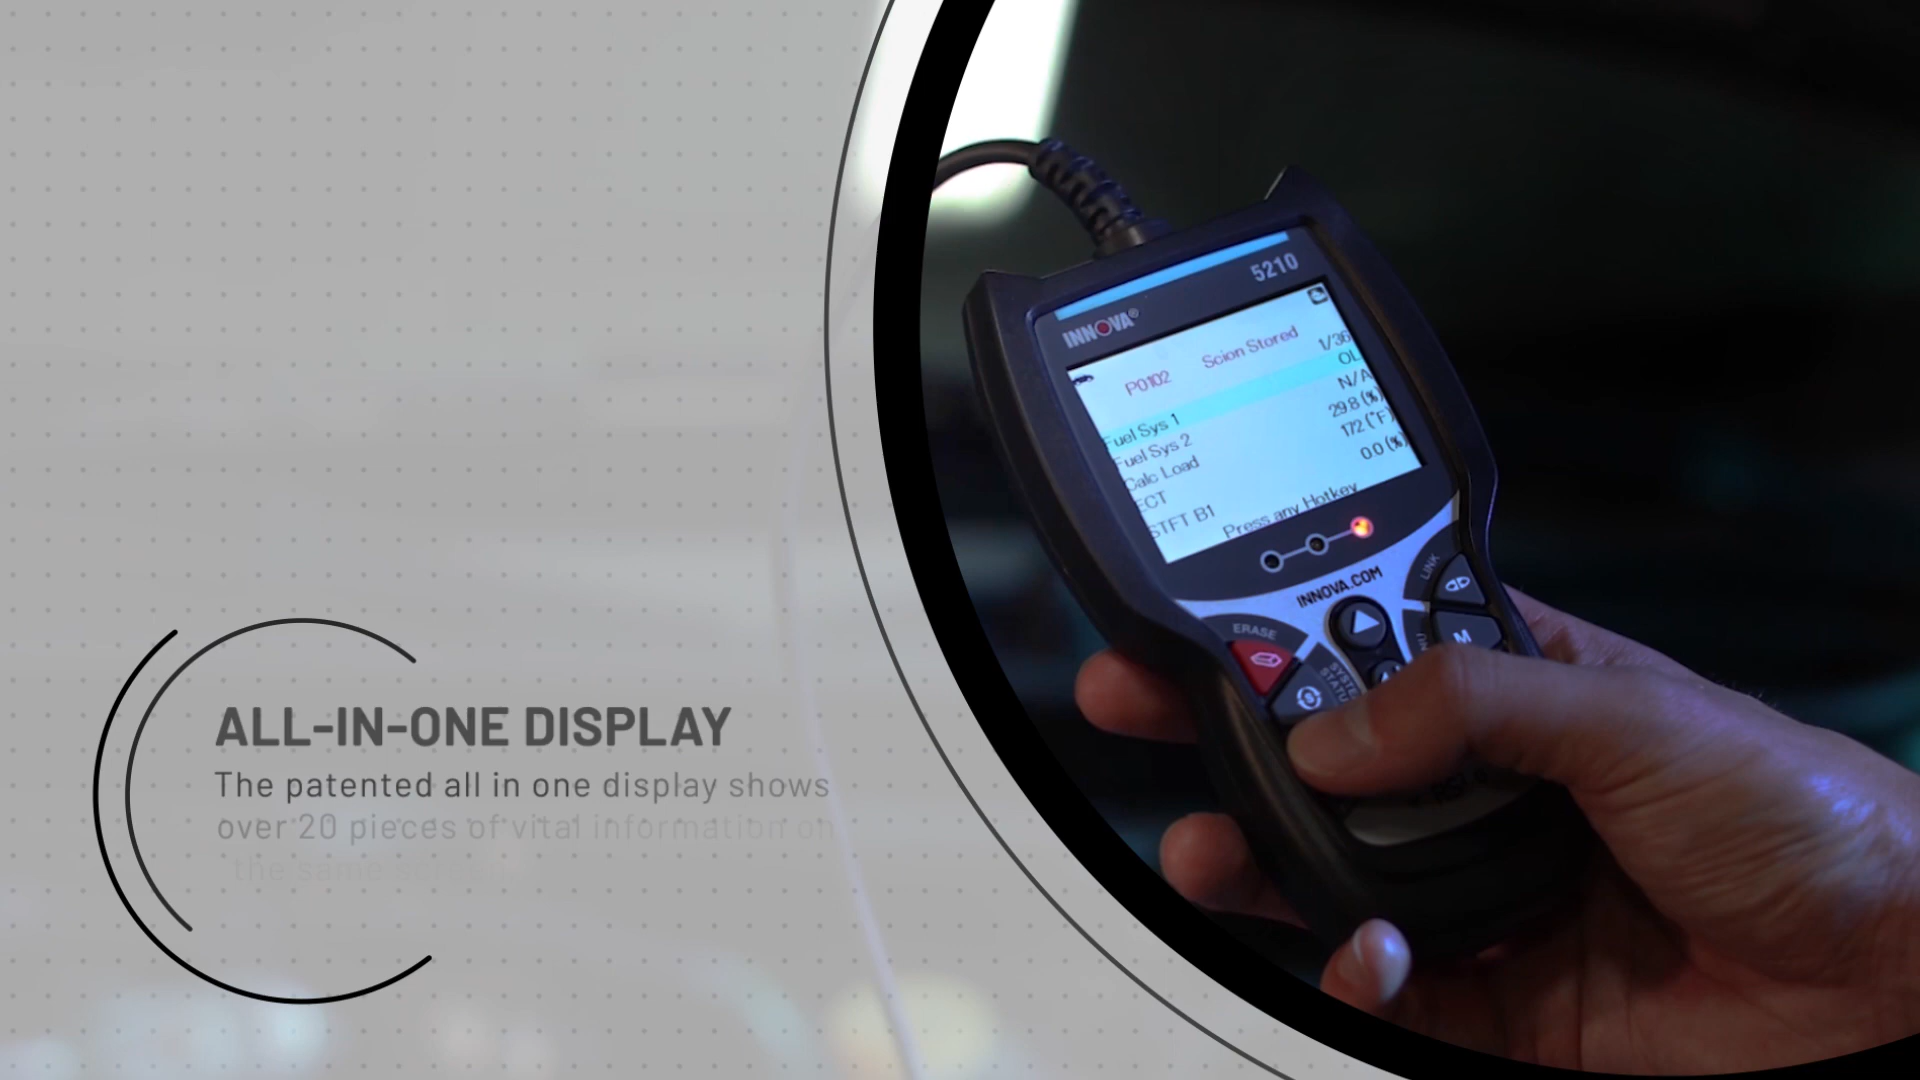 ALL-IN-ONE DISPLAY
The patented all in one display shows
over 20 pieces of vital information on
the same
5210
INNOVA®
P0102 Scion Stored 1/36
Fuel Sys 1 OL
Fuel Sys 2 N/A
Calc Load 29.8 (%)
ECT 172 (°F)
STFT B1 0.0 (%)
Press any Hotkey
INNOVA.COM
LINK
ERASE
M